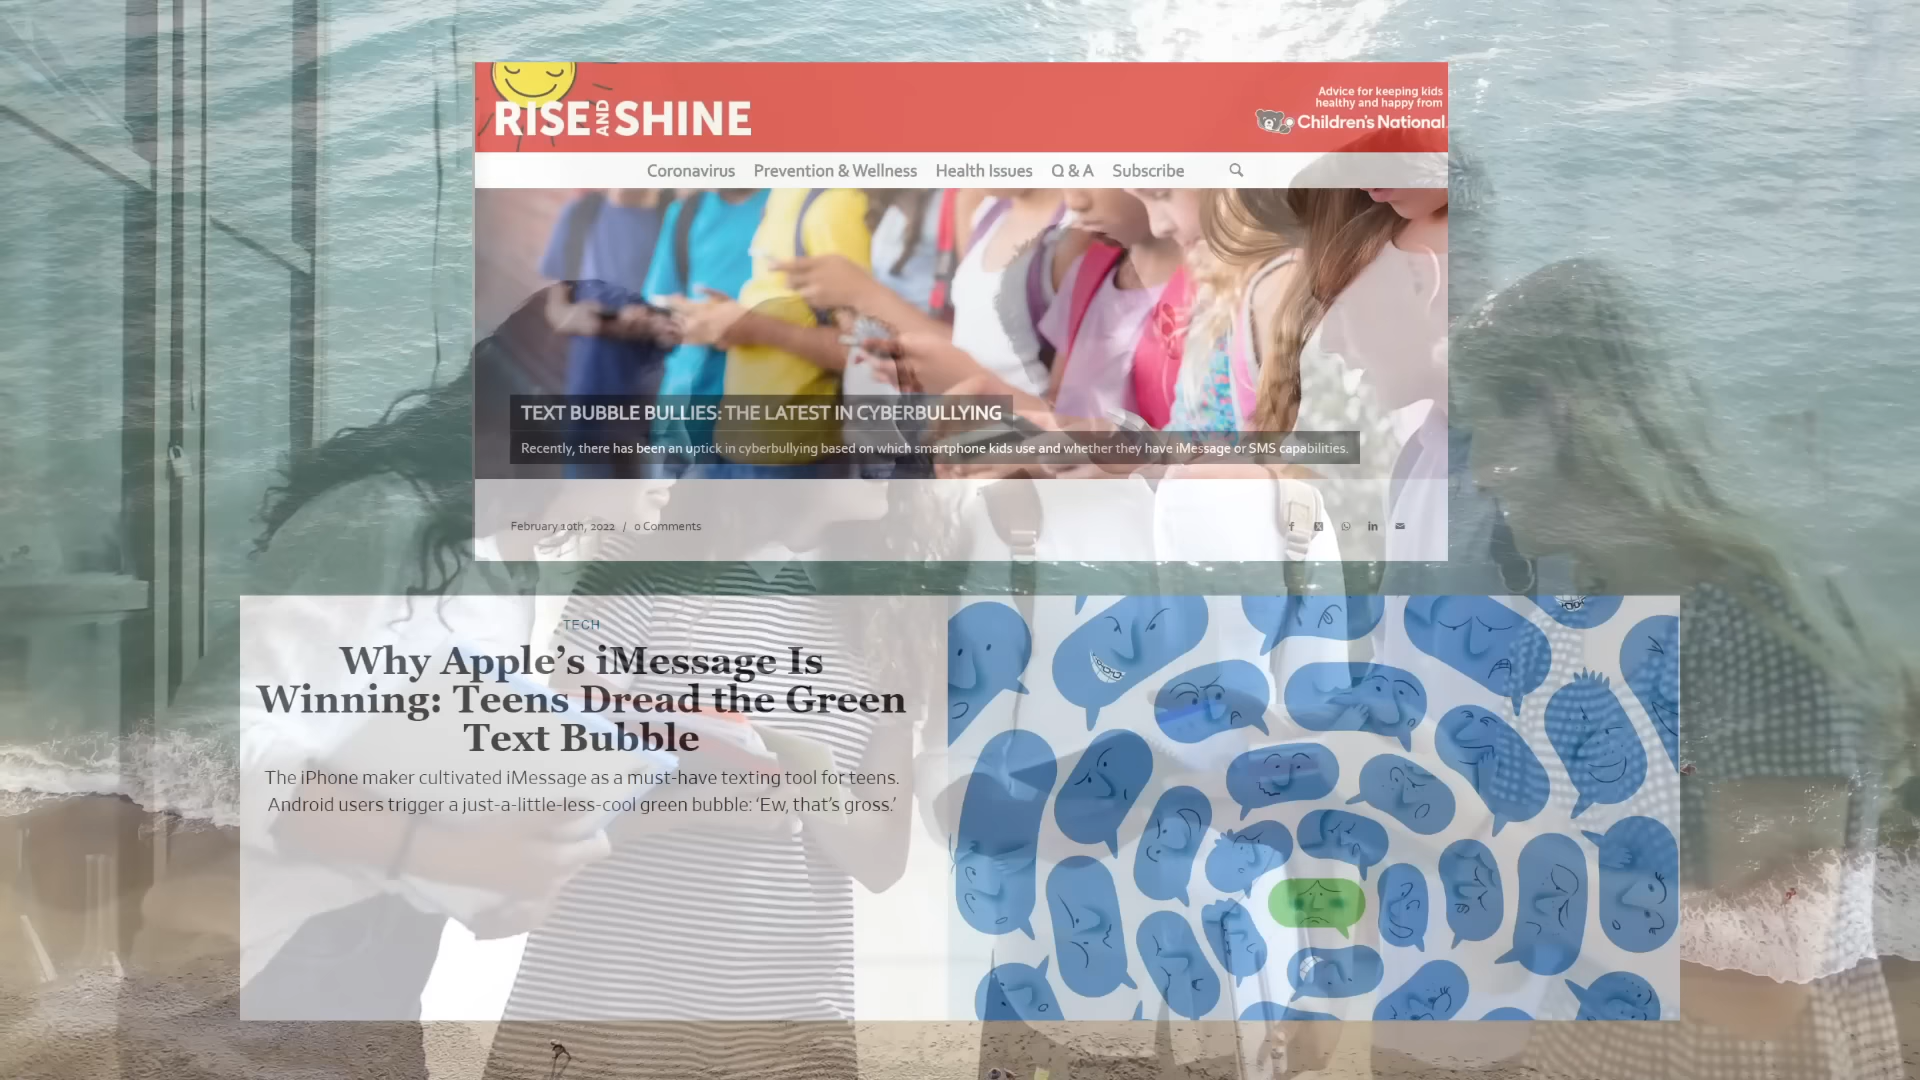 RISE AND SHINE
Advice for keeping kids
healthy and happy from
Children's National
Coronavirus Prevention & Wellness Health Issues Q & A Subscribe
TEXT BUBBLE BULLIES: THE LATEST IN CYBERBULLYING
Recently, there has been an uptick in cyberbullying based on which smartphone kids use and whether they have iMessage or SMS capabilities.
February 10th, 2022 / 0 Comments
TECH
Why Apple's iMessage Is
Winning: Teens Dread the Green
Text Bubble
The iPhone maker cultivated iMessage as a must-have texting tool for teens.
Android users trigger a just-a-little-less-cool green bubble: 'Ew, that's gross.'